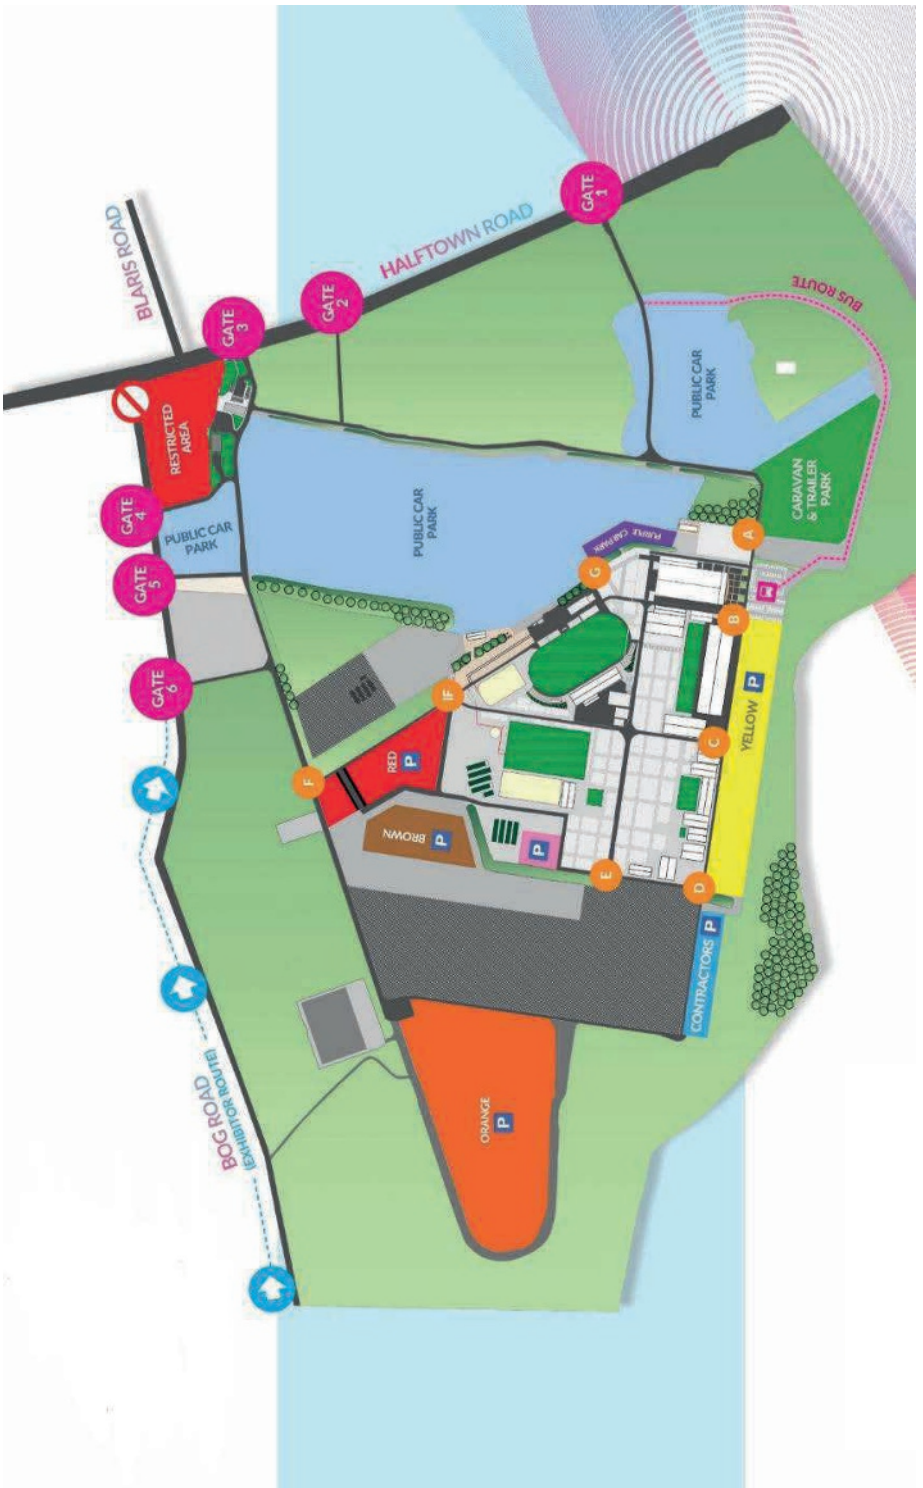 BLARIS ROAD
HALFTOWN ROAD
GATE
1
GATE
2
GATE
3
GATE
4
GATE
5
GATE
6
RESTRICTED
AREA
PUBLIC CAR
PARK
PUBLIC CAR
PARK
PUBLIC CAR
PARK
BUS ROUTE
CARAVAN
& TRAILER
PARK
PURPLE
CAR PARK
A
B
C
D
E
F
IF
G
YELLOW P
RED
P
BROWN
P
P
CONTRACTORS P
ORANGE
P
BOG ROAD
(EXHIBITOR ROUTE)